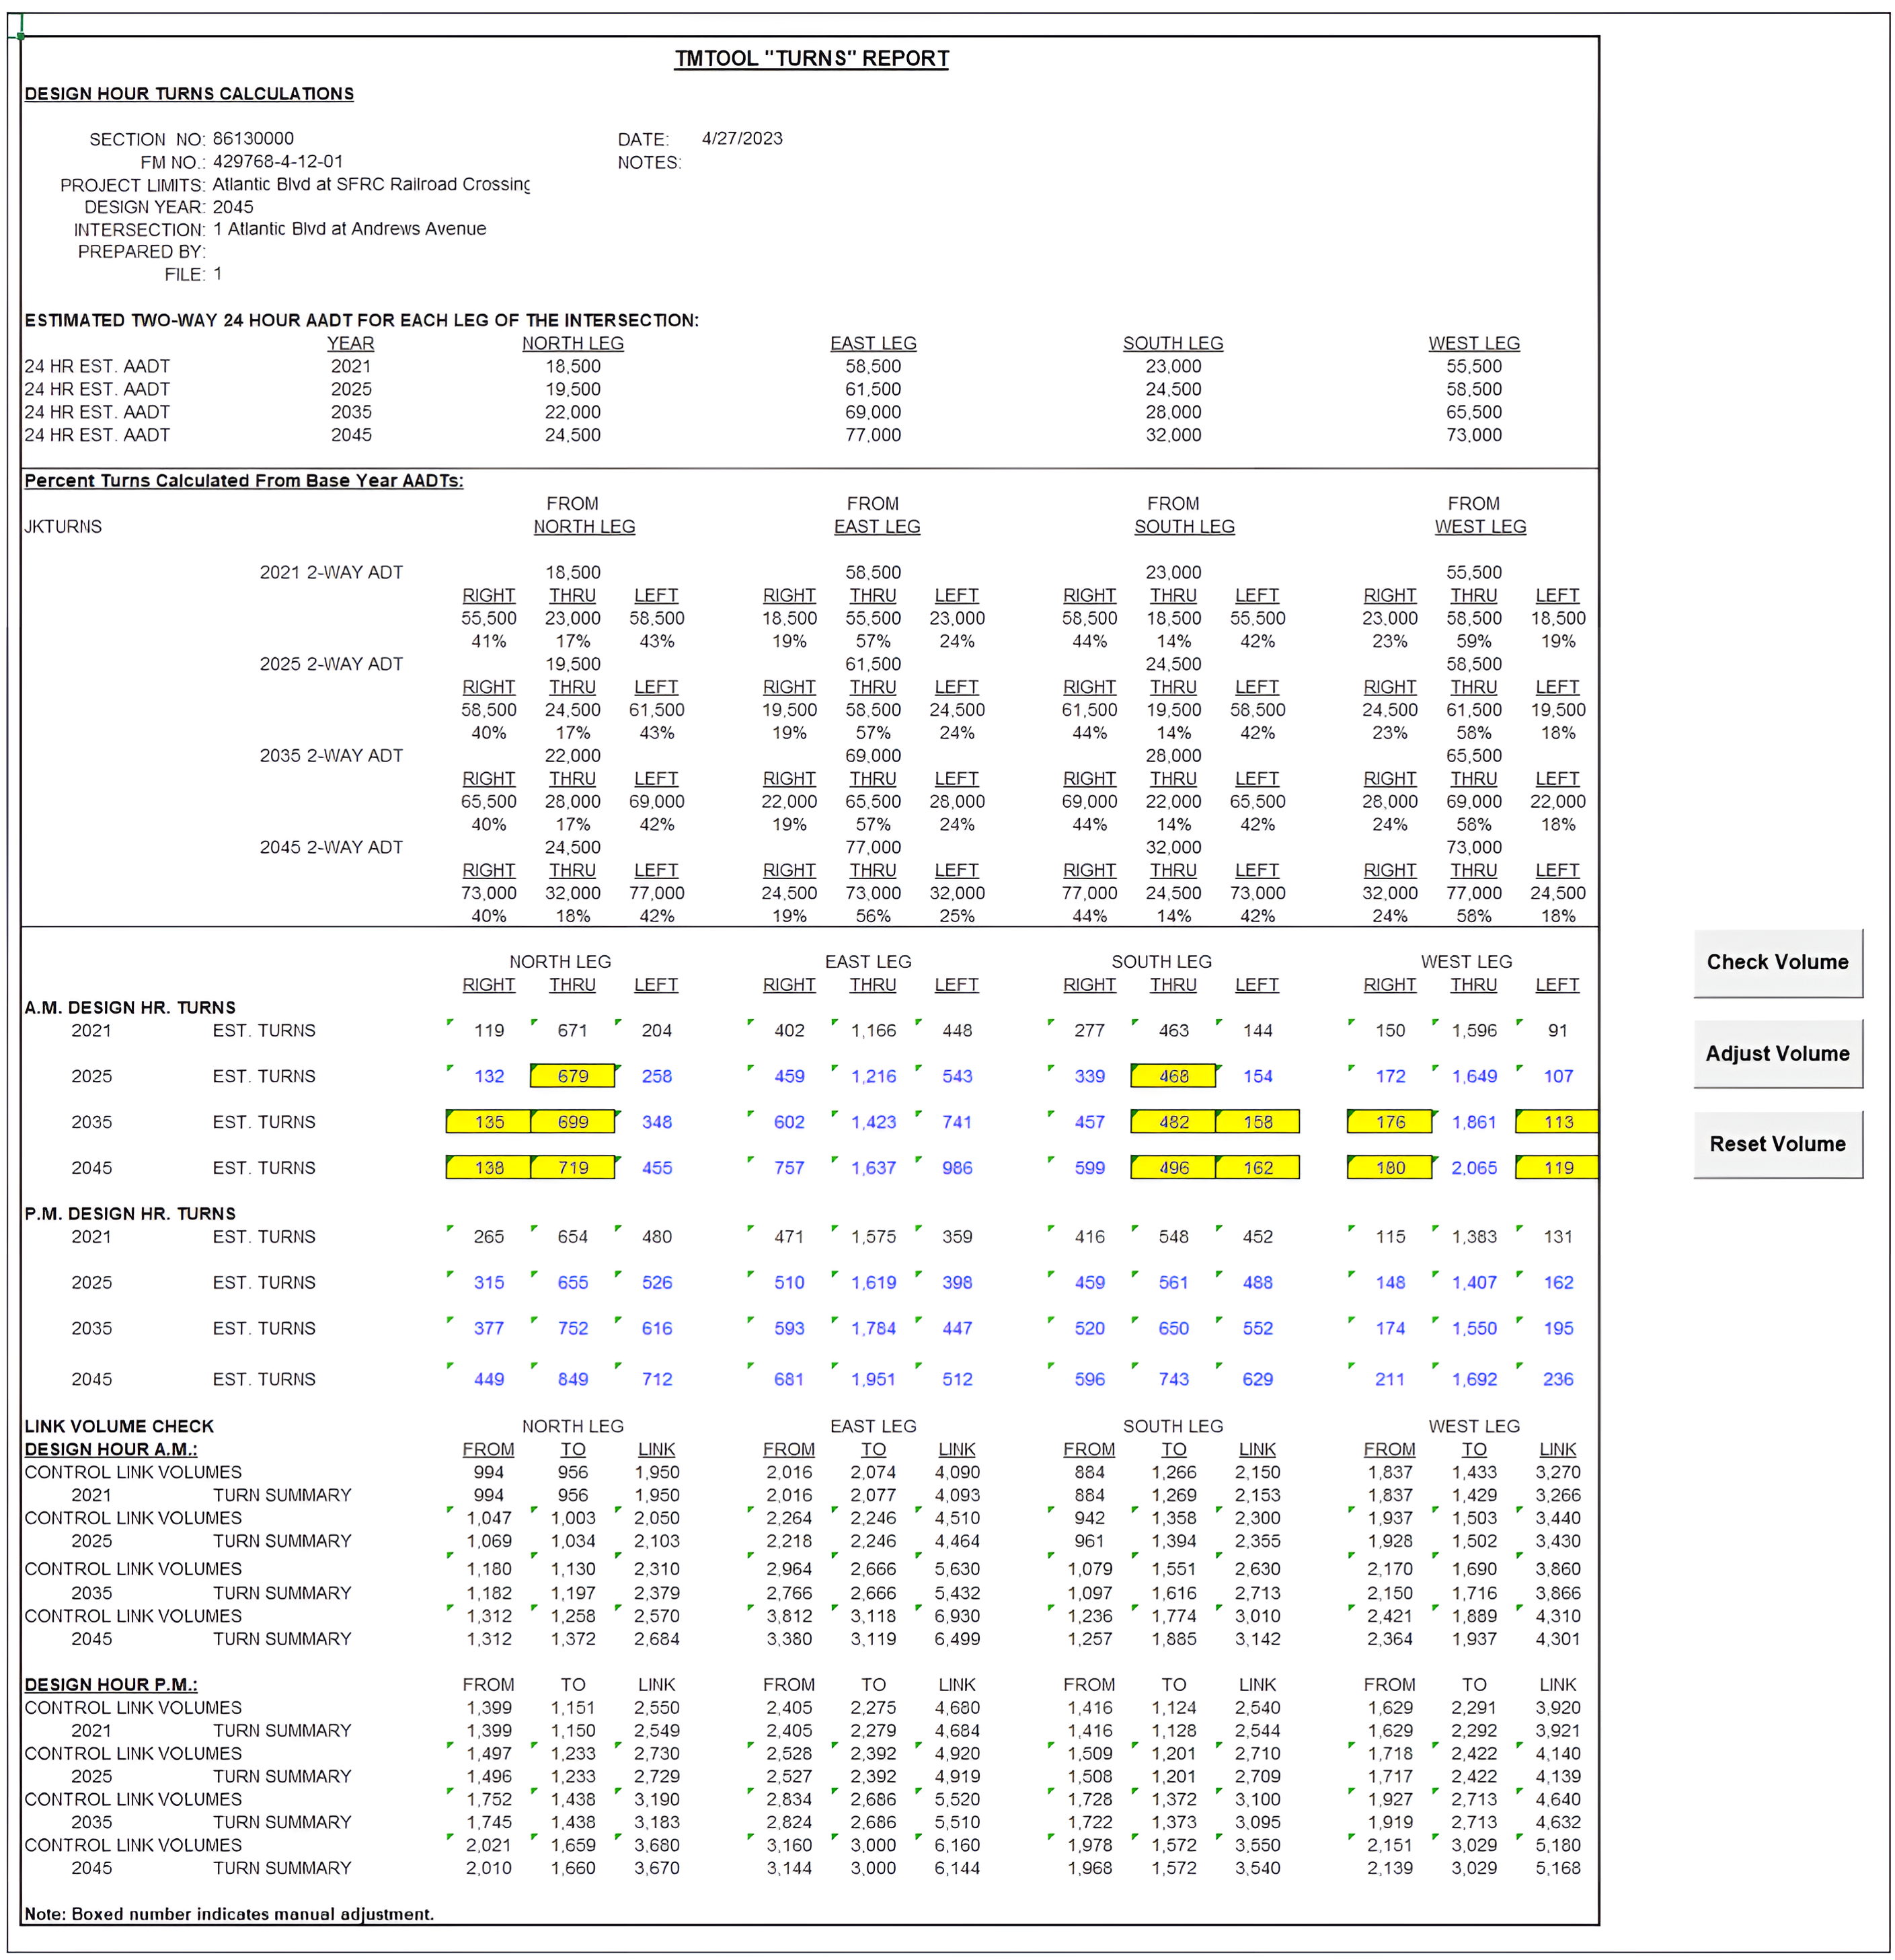 TMTOOL "TURNS" REPORT
DESIGN HOUR TURNS CALCULATIONS
SECTION NO: 86130000 DATE: 4/27/2023
FM NO.: 429768-4-12-01 NOTES:
PROJECT LIMITS: Atlantic Blvd at SFRC Railroad Crossing
DESIGN YEAR: 2045
INTERSECTION: 1 Atlantic Blvd at Andrews Avenue
PREPARED BY:
FILE: 1
ESTIMATED TWO-WAY 24 HOUR AADT FOR EACH LEG OF THE INTERSECTION:
YEAR NORTH LEG EAST LEG SOUTH LEG WEST LEG
24 HR EST. AADT 2021 18,500 58,500 23,000 55,500
24 HR EST. AADT 2025 19,500 61,500 24,500 58,500
24 HR EST. AADT 2035 22,000 69,000 28,000 65,500
24 HR EST. AADT 2045 24,500 77,000 32,000 73,000
Percent Turns Calculated From Base Year AADTs:
FROM FROM FROM FROM
JKTURNS NORTH LEG EAST LEG SOUTH LEG WEST LEG
2021 2-WAY ADT 18,500 58,500 23,000 55,500
RIGHT THRU LEFT RIGHT THRU LEFT RIGHT THRU LEFT RIGHT THRU LEFT
55,500 23,000 58,500 18,500 55,500 23,000 58,500 18,500 55,500 23,000 58,500 18,500
41% 17% 43% 19% 57% 24% 44% 14% 42% 23% 59% 19%
2025 2-WAY ADT 19,500 61,500 24,500 58,500
RIGHT THRU LEFT RIGHT THRU LEFT RIGHT THRU LEFT RIGHT THRU LEFT
58,500 24,500 61,500 19,500 58,500 24,500 61,500 19,500 58,500 24,500 61,500 19,500
40% 17% 43% 19% 57% 24% 44% 14% 42% 23% 58% 18%
2035 2-WAY ADT 22,000 69,000 28,000 65,500
RIGHT THRU LEFT RIGHT THRU LEFT RIGHT THRU LEFT RIGHT THRU LEFT
65,500 28,000 69,000 22,000 65,500 28,000 69,000 22,000 65,500 28,000 69,000 22,000
40% 17% 42% 19% 57% 24% 44% 14% 42% 24% 58% 18%
2045 2-WAY ADT 24,500 77,000 32,000 73,000
RIGHT THRU LEFT RIGHT THRU LEFT RIGHT THRU LEFT RIGHT THRU LEFT
73,000 32,000 77,000 24,500 73,000 32,000 77,000 24,500 73,000 32,000 77,000 24,500
40% 18% 42% 19% 56% 25% 44% 14% 42% 24% 58% 18%
NORTH LEG EAST LEG SOUTH LEG WEST LEG
RIGHT THRU LEFT RIGHT THRU LEFT RIGHT THRU LEFT RIGHT THRU LEFT
A.M. DESIGN HR. TURNS
2021 EST. TURNS 119 671 204 402 1,166 448 277 463 144 150 1,596 91
2025 EST. TURNS 132 679 258 459 1,216 543 339 468 154 172 1,649 107
2035 EST. TURNS 135 699 348 602 1,423 741 457 482 158 176 1,861 113
2045 EST. TURNS 138 719 455 757 1,637 986 599 496 162 180 2,065 119
P.M. DESIGN HR. TURNS
2021 EST. TURNS 265 654 480 471 1,575 359 416 548 452 115 1,383 131
2025 EST. TURNS 315 655 526 510 1,619 398 459 561 488 148 1,407 162
2035 EST. TURNS 377 752 616 593 1,784 447 520 650 552 174 1,550 195
2045 EST. TURNS 449 849 712 681 1,951 512 596 743 629 211 1,692 236
LINK VOLUME CHECK NORTH LEG EAST LEG SOUTH LEG WEST LEG
DESIGN HOUR A.M.: FROM TO LINK FROM TO LINK FROM TO LINK FROM TO LINK
CONTROL LINK VOLUMES 994 956 1,950 2,016 2,074 4,090 884 1,266 2,150 1,837 1,433 3,270
2021 TURN SUMMARY 994 956 1,950 2,016 2,077 4,093 884 1,269 2,153 1,837 1,429 3,266
CONTROL LINK VOLUMES 1,047 1,003 2,050 2,264 2,246 4,510 942 1,358 2,300 1,937 1,503 3,440
2025 TURN SUMMARY 1,069 1,034 2,103 2,218 2,246 4,464 961 1,394 2,355 1,928 1,502 3,430
CONTROL LINK VOLUMES 1,180 1,130 2,310 2,964 2,666 5,630 1,079 1,551 2,630 2,170 1,690 3,860
2035 TURN SUMMARY 1,182 1,197 2,379 2,766 2,666 5,432 1,097 1,616 2,713 2,150 1,716 3,866
CONTROL LINK VOLUMES 1,312 1,258 2,570 3,812 3,118 6,930 1,236 1,774 3,010 2,421 1,889 4,310
2045 TURN SUMMARY 1,312 1,372 2,684 3,380 3,119 6,499 1,257 1,885 3,142 2,364 1,937 4,301
DESIGN HOUR P.M.: FROM TO LINK FROM TO LINK FROM TO LINK FROM TO LINK
CONTROL LINK VOLUMES 1,399 1,151 2,550 2,405 2,275 4,680 1,416 1,124 2,540 1,629 2,291 3,920
2021 TURN SUMMARY 1,399 1,150 2,549 2,405 2,279 4,684 1,416 1,128 2,544 1,629 2,292 3,921
CONTROL LINK VOLUMES 1,497 1,233 2,730 2,528 2,392 4,920 1,509 1,201 2,710 1,718 2,422 4,140
2025 TURN SUMMARY 1,496 1,233 2,729 2,527 2,392 4,919 1,508 1,201 2,709 1,717 2,422 4,139
CONTROL LINK VOLUMES 1,752 1,438 3,190 2,834 2,686 5,520 1,728 1,372 3,100 1,927 2,713 4,640
2035 TURN SUMMARY 1,745 1,438 3,183 2,824 2,686 5,510 1,722 1,373 3,095 1,919 2,713 4,632
CONTROL LINK VOLUMES 2,021 1,659 3,680 3,160 3,000 6,160 1,978 1,572 3,550 2,151 3,029 5,180
2045 TURN SUMMARY 2,010 1,660 3,670 3,144 3,000 6,144 1,968 1,572 3,540 2,139 3,029 5,168
Note: Boxed number indicates manual adjustment.
Check Volume
Adjust Volume
Reset Volume